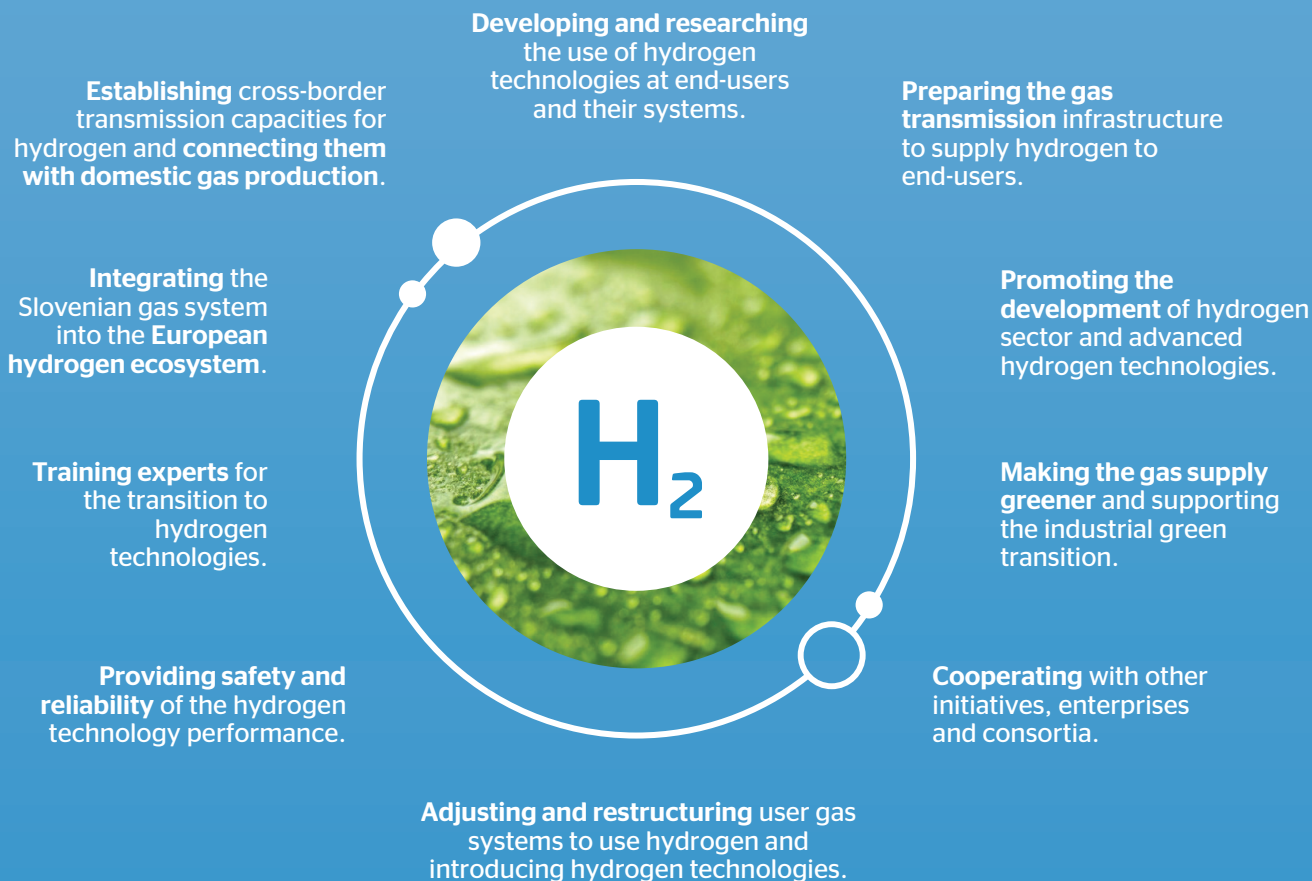 Developing and researching
the use of hydrogen
technologies at end-users
and their systems.
Preparing the gas
transmission infrastructure
to supply hydrogen to
end-users.
Promoting the
development of hydrogen
sector and advanced
hydrogen technologies.
Making the gas supply
greener and supporting
the industrial green
transition.
Cooperating with other
initiatives, enterprises
and consortia.
Adjusting and restructuring user gas
systems to use hydrogen and
introducing hydrogen technologies.
Providing safety and
reliability of the hydrogen
technology performance.
Training experts for
the transition to
hydrogen
technologies.
Integrating the
Slovenian gas system
into the European
hydrogen ecosystem.
Establishing cross-border
transmission capacities for
hydrogen and connecting them
with domestic gas production.
H₂